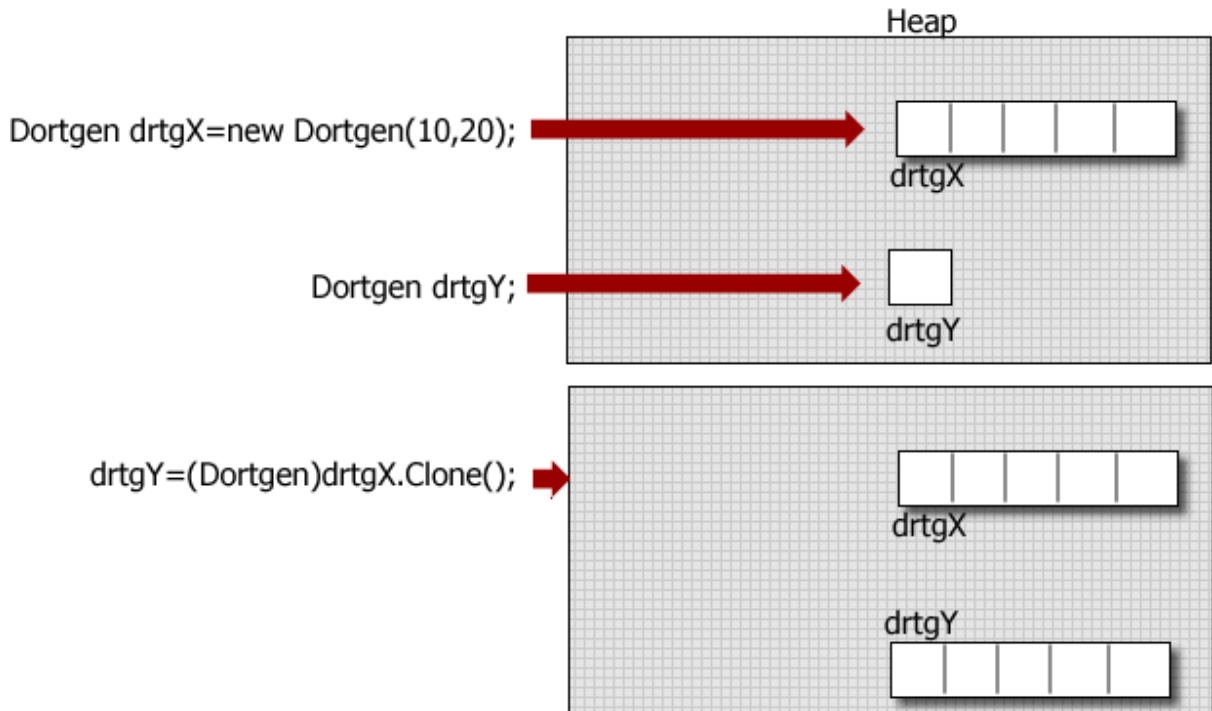 Heap
Dortgen drtgX=new Dortgen(10,20);
drtgX
Dortgen drtgY;
drtgY
drtgY=(Dortgen)drtgX.Clone();
drtgX
drtgY